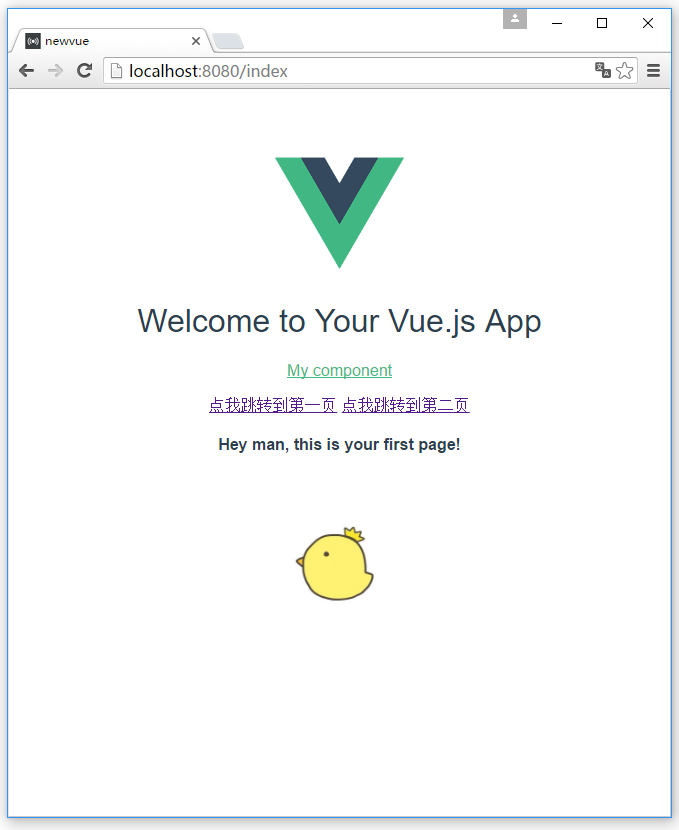 newvue
localhost:8080/index
Welcome to Your Vue.js App
My component
点我跳转到第一页 点我跳转到第二页
Hey man, this is your first page!